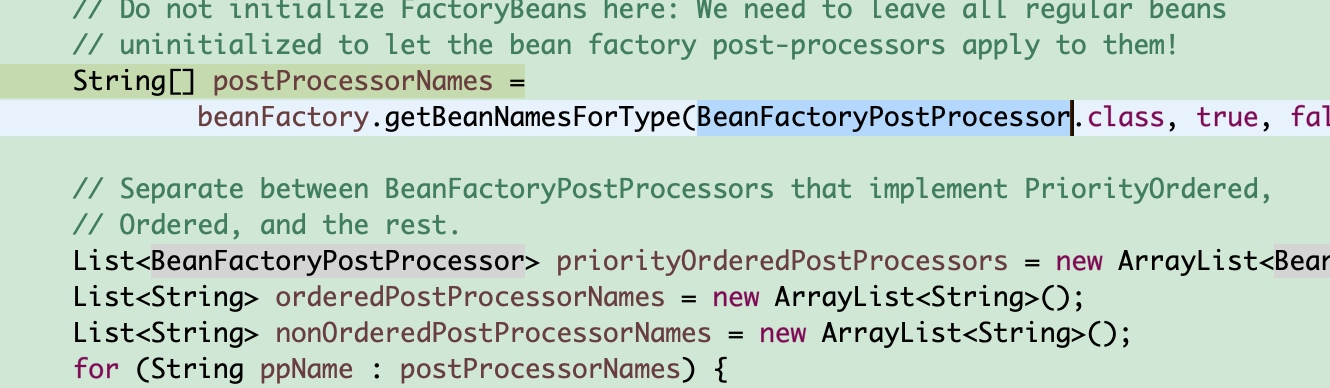 // Do not initialize FactoryBeans here: We need to leave all regular beans
// uninitialized to let the bean factory post-processors apply to them!
String[] postProcessorNames =
beanFactory.getBeanNamesForType(BeanFactoryPostProcessor.class, true, fal
// Separate between BeanFactoryPostProcessors that implement PriorityOrdered,
// Ordered, and the rest.
List<BeanFactoryPostProcessor> priorityOrderedPostProcessors = new ArrayList<Bean
List<String> orderedPostProcessorNames = new ArrayList<String>();
List<String> nonOrderedPostProcessorNames = new ArrayList<String>();
for (String ppName : postProcessorNames) {